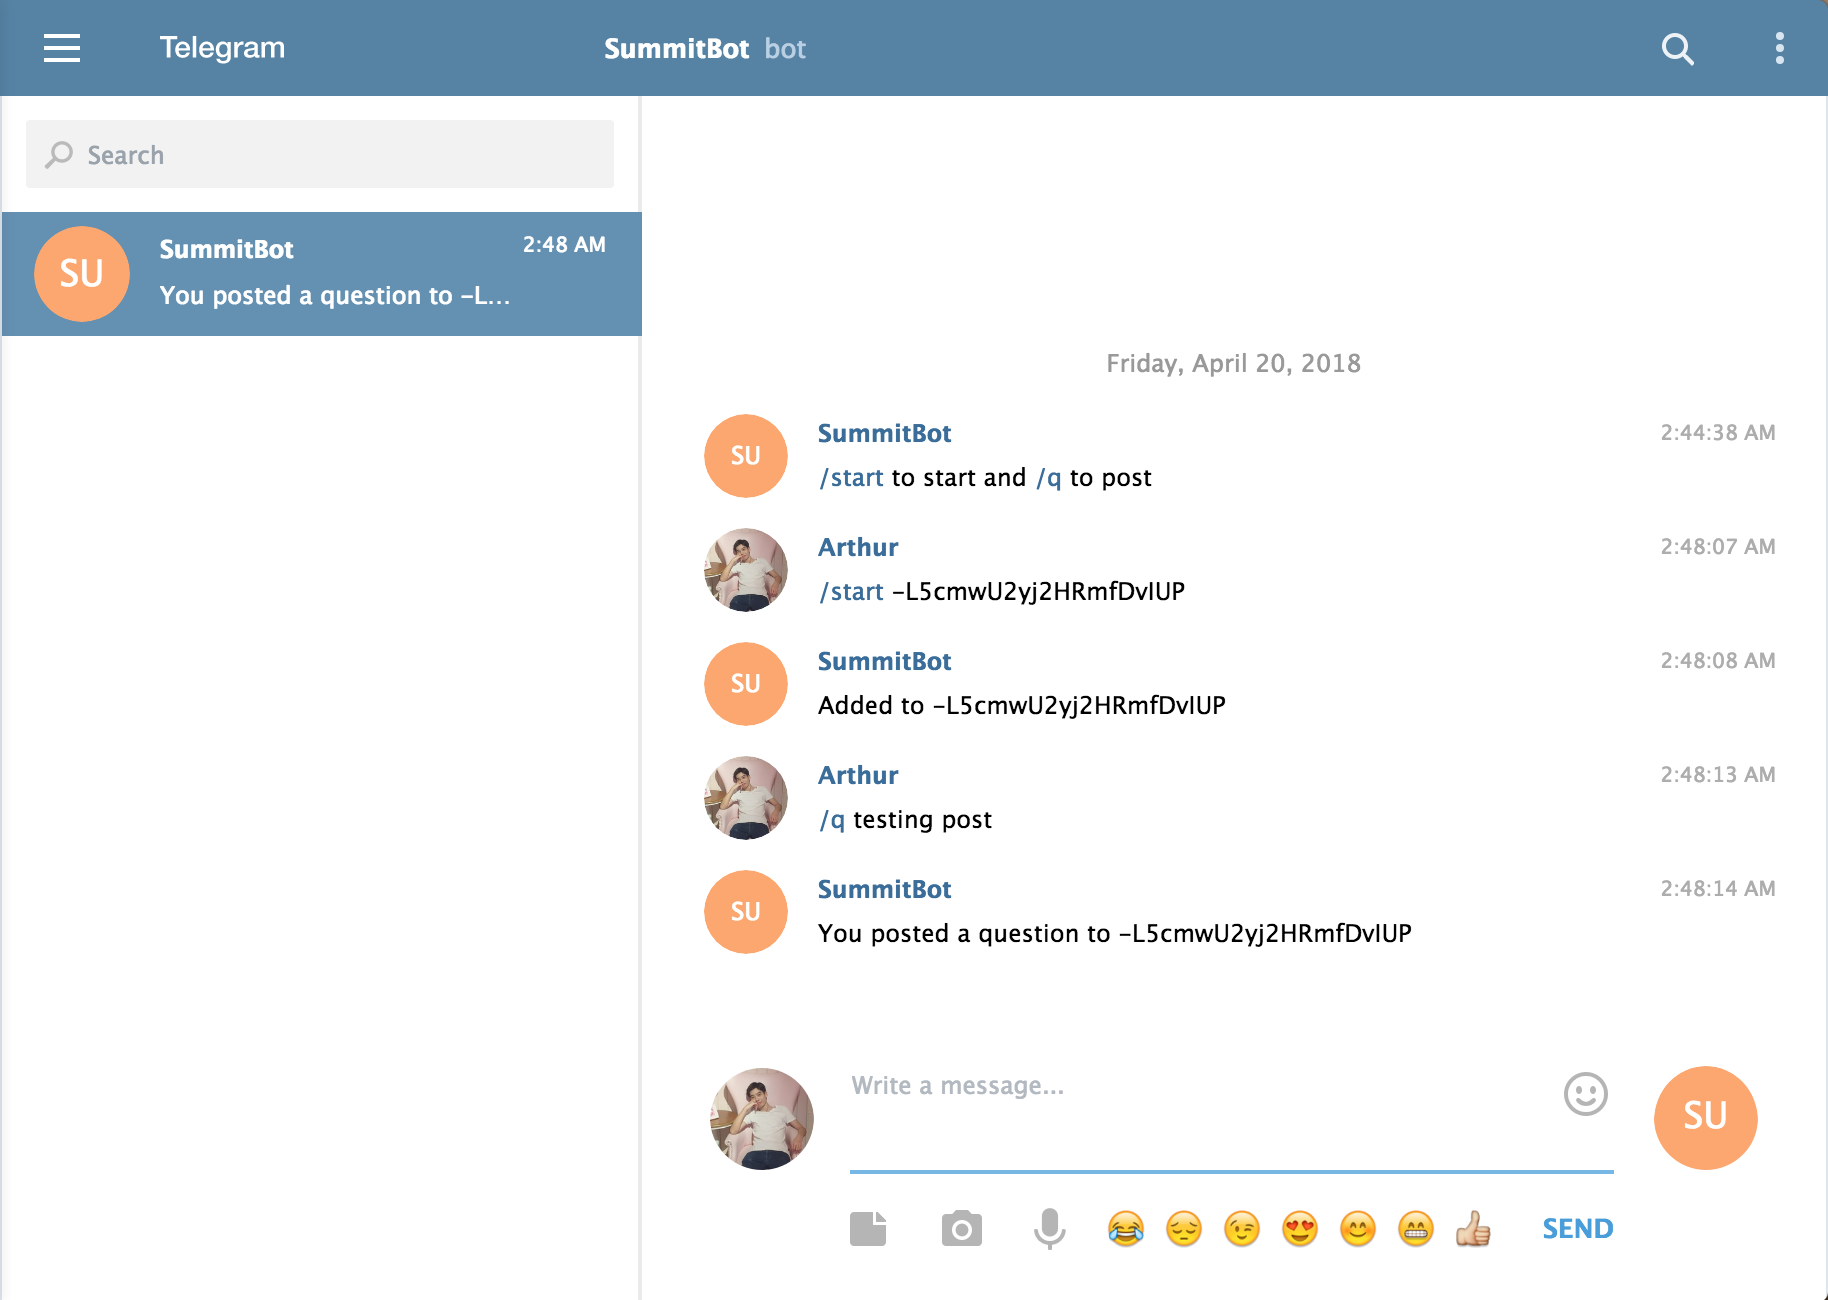 Telegram
SummitBot bot
Search
SU
SummitBot
2:48 AM
You posted a question to -L...
Friday, April 20, 2018
SU
SummitBot
2:44:38 AM
/start to start and /q to post
Arthur
2:48:07 AM
/start -L5cmwU2yj2HRmfDvIUP
SU
SummitBot
2:48:08 AM
Added to -L5cmwU2yj2HRmfDvIUP
Arthur
2:48:13 AM
/q testing post
SU
SummitBot
2:48:14 AM
You posted a question to -L5cmwU2yj2HRmfDvIUP
Write a message...
SU
SEND